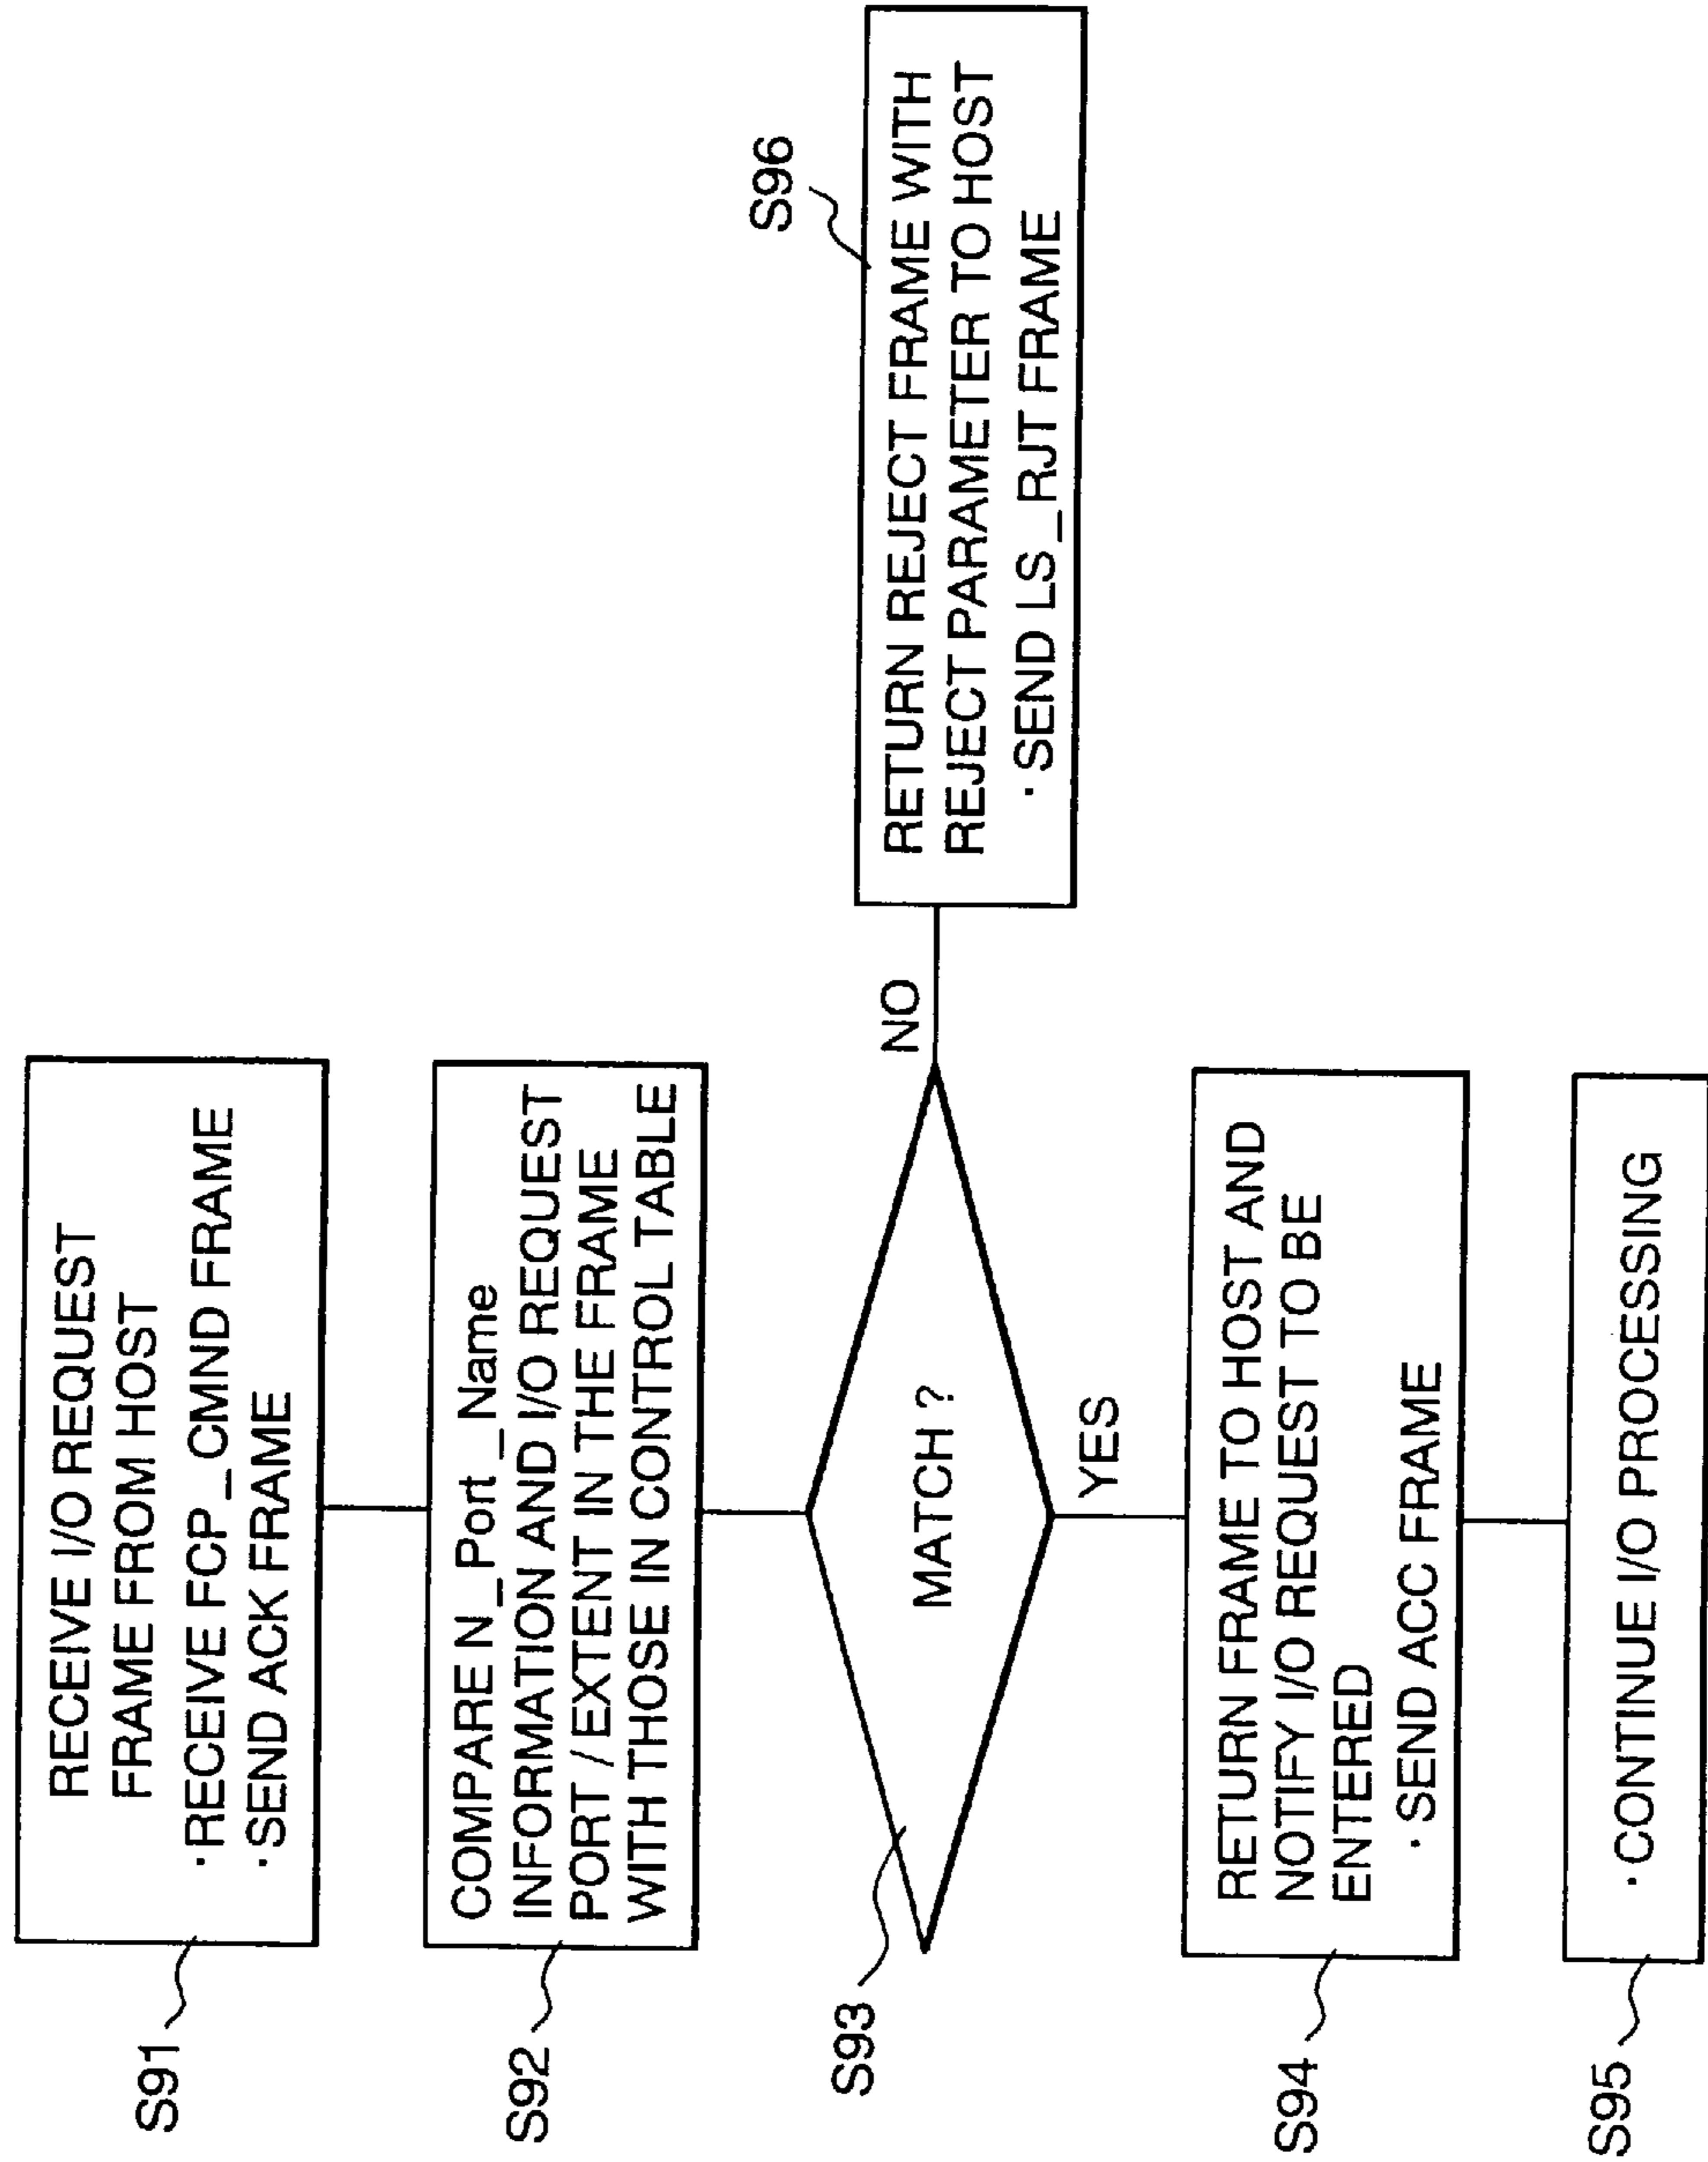 S91
RECEIVE I/O REQUEST
FRAME FROM HOST
·RECEIVE FCP_CMND FRAME
·SEND ACK FRAME
S92
COMPARE N_Port_Name
INFORMATION AND I/O REQUEST
PORT / EXTENT IN THE FRAME
WITH THOSE IN CONTROL TABLE
S93
MATCH ?
NO
S96
RETURN REJECT FRAME WITH
REJECT PARAMETER TO HOST
·SEND LS_RJT FRAME
YES
S94
RETURN FRAME TO HOST AND
NOTIFY I/O REQUEST TO BE
ENTERED
·SEND ACC FRAME
S95
·CONTINUE I/O PROCESSING